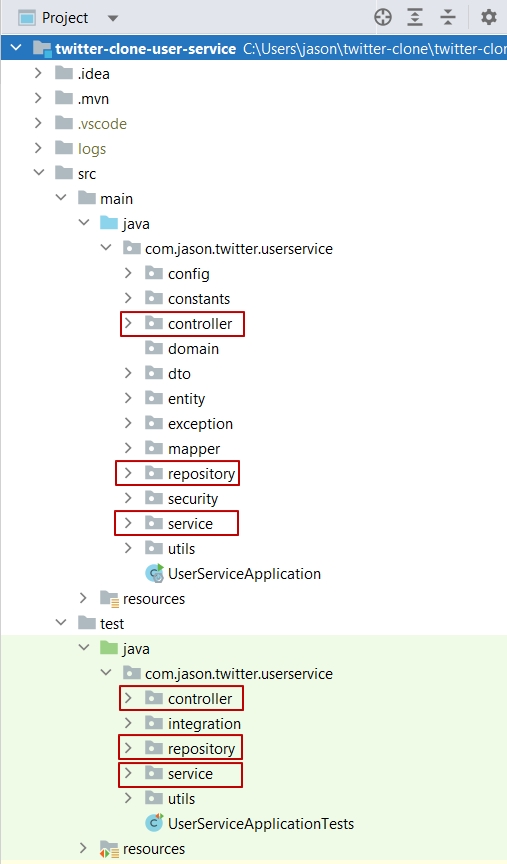 Project
twitter-clone-user-service C:\Users\jason\twitter-clone\twitter-clon
.idea
.mvn
.vscode
logs
src
main
java
com.jason.twitter.userservice
config
constants
controller
domain
dto
entity
exception
mapper
repository
security
service
utils
UserServiceApplication
resources
test
java
com.jason.twitter.userservice
controller
integration
repository
service
utils
UserServiceApplicationTests
resources